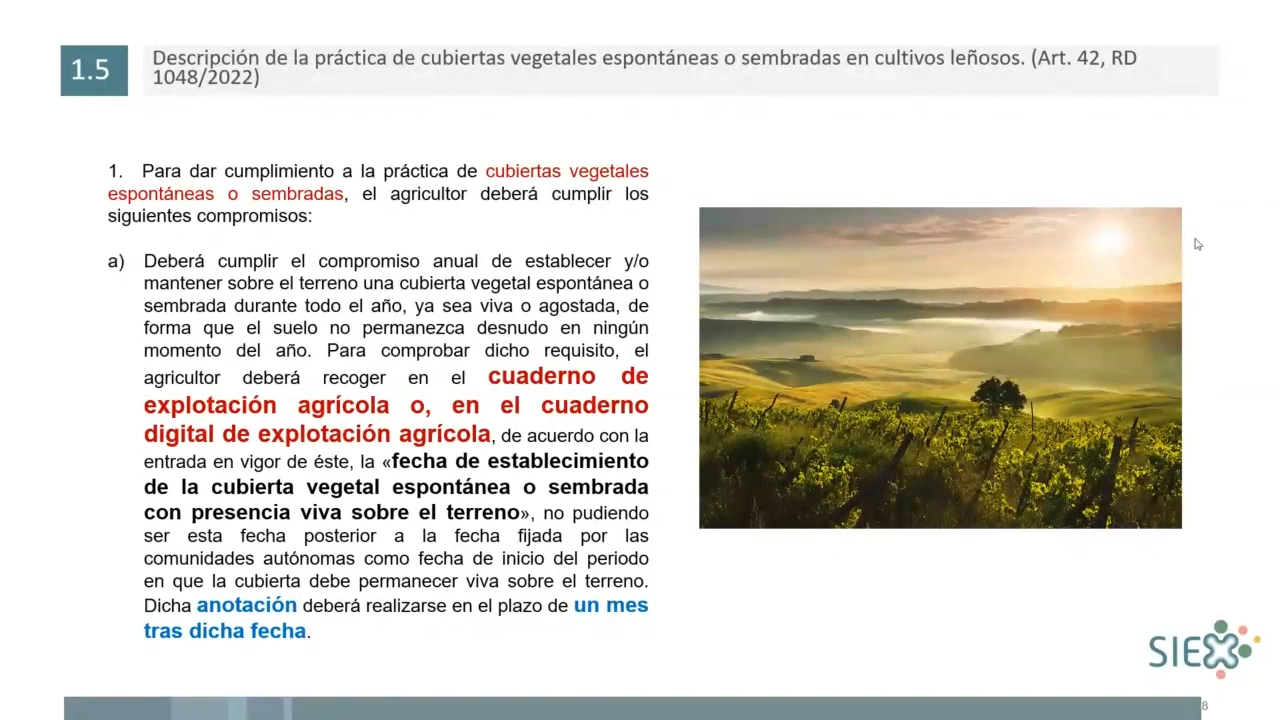 1.5
Descripción de la práctica de cubiertas vegetales espontáneas o sembradas en cultivos leñosos. (Art. 42, RD
1048/2022)
1. Para dar cumplimiento a la práctica de cubiertas vegetales
espontáneas o sembradas, el agricultor deberá cumplir los
siguientes compromisos:
a) Deberá cumplir el compromiso anual de establecer y/o
mantener sobre el terreno una cubierta vegetal espontánea o
sembrada durante todo el año, ya sea viva o agostada, de
forma que el suelo no permanezca desnudo en ningún
momento del año. Para comprobar dicho requisito, el
agricultor deberá recoger en el cuaderno de
explotación agrícola o, en el cuaderno
digital de explotación agrícola, de acuerdo con la
entrada en vigor de éste, la «fecha de establecimiento
de la cubierta vegetal espontánea o sembrada
con presencia viva sobre el terreno», no pudiendo
ser esta fecha posterior a la fecha fijada por las
comunidades autónomas como fecha de inicio del periodo
en que la cubierta debe permanecer viva sobre el terreno.
Dicha anotación deberá realizarse en el plazo de un mes
tras dicha fecha.
SIEX
8